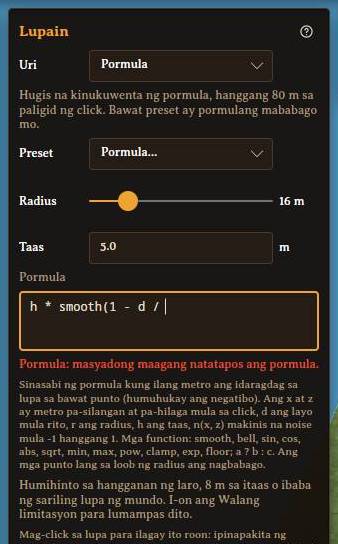 Lupain
Uri
Pormula
Hugis na kinukuwenta ng pormula, hanggang 80 m sa
paligid ng click. Bawat preset ay pormulang mababago
mo.
Preset
Pormula...
Radius
16 m
Taas
5.0
m
Pormula
h * smooth(1 - d /
Pormula: masyadong maagang natatapos ang pormula.
Sinasabi ng pormula kung ilang metro ang idaragdag sa
lupa sa bawat punto (humuhukay ang negatibo). Ang x at z
ay metro pa-silangan at pa-hilaga mula sa click, d ang layo
mula rito, r ang radius, h ang taas, n(x, z) makinis na noise
mula -1 hanggang 1. Mga function: smooth, bell, sin, cos,
abs, sqrt, min, max, pow, clamp, exp, floor; a ? b : c. Ang
mga punto lang sa loob ng radius ang nagbabago.
Humihinto sa hangganan ng laro, 8 m sa itaas o ibaba
ng sariling lupa ng mundo. I-on ang Walang
limitasyon para lumampas dito.
Mag-click sa lupa para ilagay ito roon: ipinapakita ng